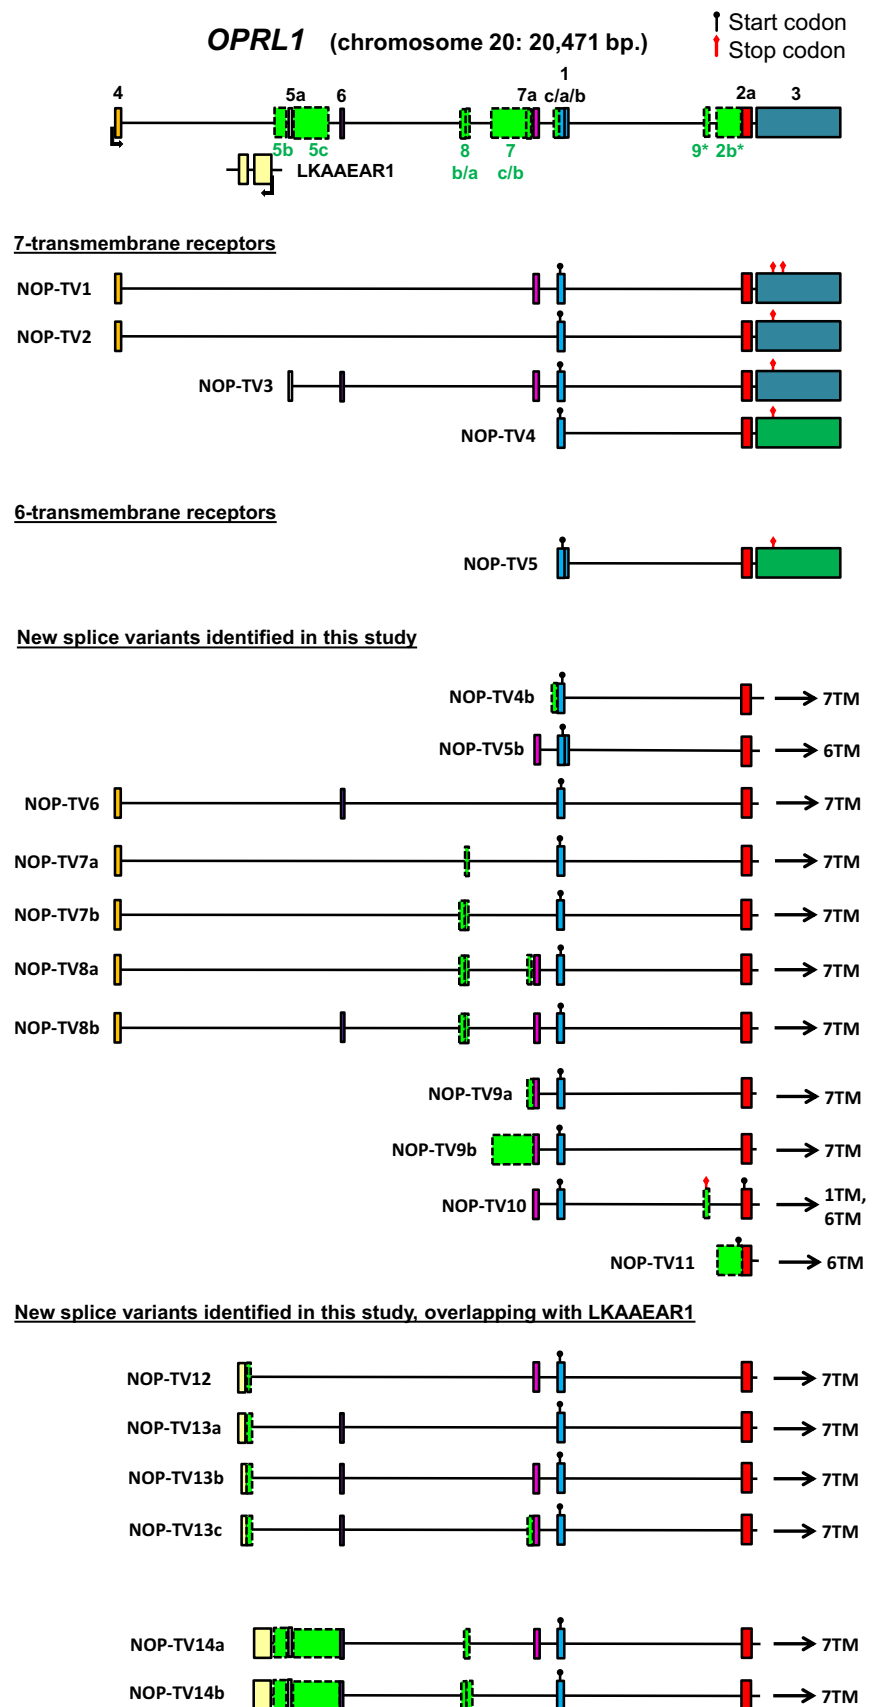 OPRL1 (chromosome 20: 20,471 bp.)
Start codon
Stop codon
4 5a 6 7a 1 2a 3
c/a/b
5b 5c 8 7 9* 2b*
b/a c/b
LKAAEAR1
7-transmembrane receptors
NOP-TV1
NOP-TV2
NOP-TV3
NOP-TV4
6-transmembrane receptors
NOP-TV5
New splice variants identified in this study
NOP-TV4b 7TM
NOP-TV5b 6TM
NOP-TV6 7TM
NOP-TV7a 7TM
NOP-TV7b 7TM
NOP-TV8a 7TM
NOP-TV8b 7TM
NOP-TV9a 7TM
NOP-TV9b 7TM
NOP-TV10 1TM,
6TM
NOP-TV11 6TM
New splice variants identified in this study, overlapping with LKAAEAR1
NOP-TV12 7TM
NOP-TV13a 7TM
NOP-TV13b 7TM
NOP-TV13c 7TM
NOP-TV14a 7TM
NOP-TV14b 7TM